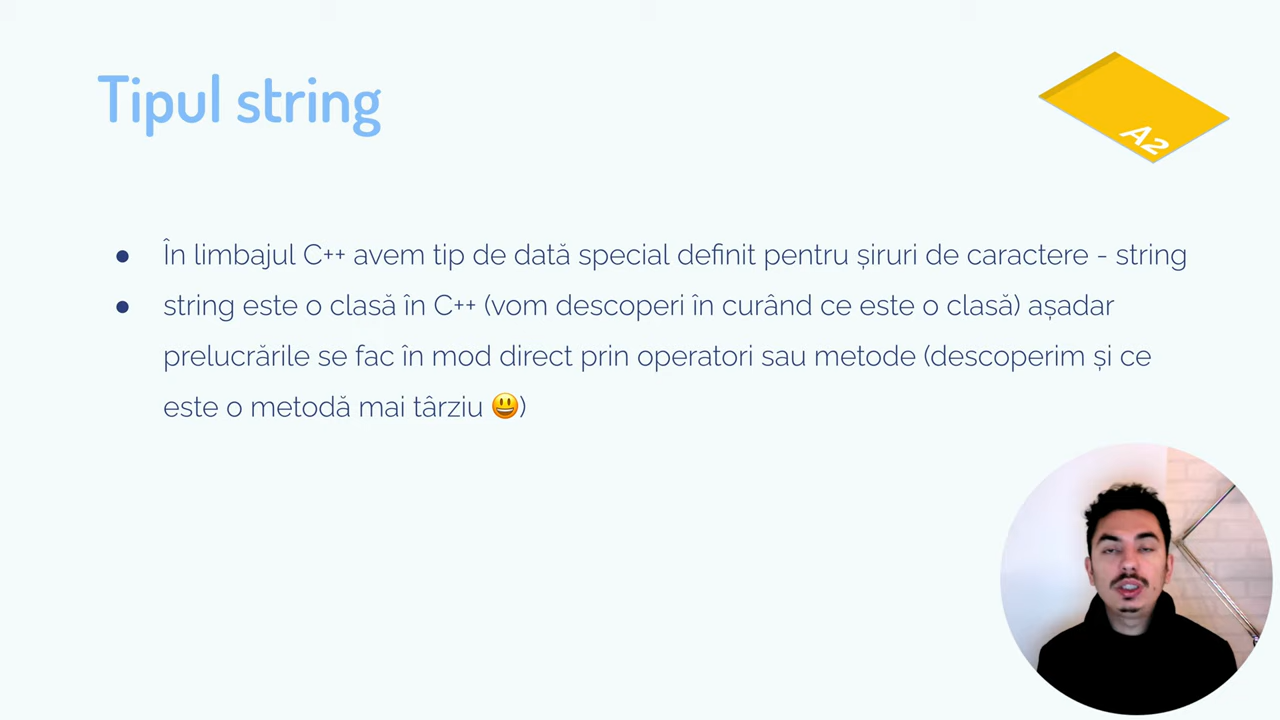 Tipul string
A2
● În limbajul C++ avem tip de dată special definit pentru șiruri de caractere - string
● string este o clasă în C++ (vom descoperi în curând ce este o clasă) așadar
prelucrările se fac în mod direct prin operatori sau metode (descoperim și ce
este o metodă mai târziu 😃)